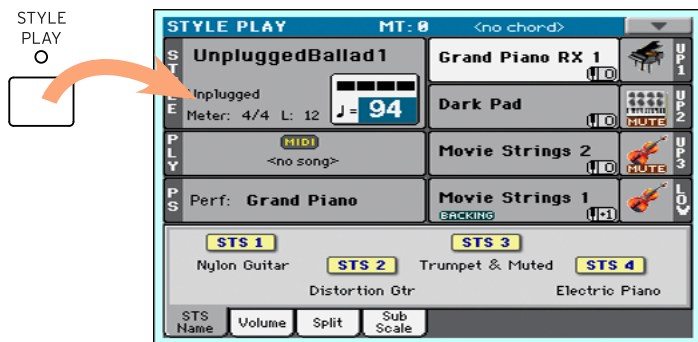 STYLE
PLAY
STYLE PLAY MT: 0 <no chord>
STYLE
UnpluggedBallad1
Unplugged
Meter: 4/4 L: 12 ♩= 94
Grand Piano RX 1
0
UP1
Dark Pad
0
MUTE
UP2
PLY
MIDI
<no song>
Movie Strings 2
0
MUTE
UP3
PS
Perf: Grand Piano
Movie Strings 1
BACKING
+1
LOW
STS 1
Nylon Guitar
STS 2
Distortion Gtr
STS 3
Trumpet & Muted
STS 4
Electric Piano
STS Name
Volume
Split
Sub Scale